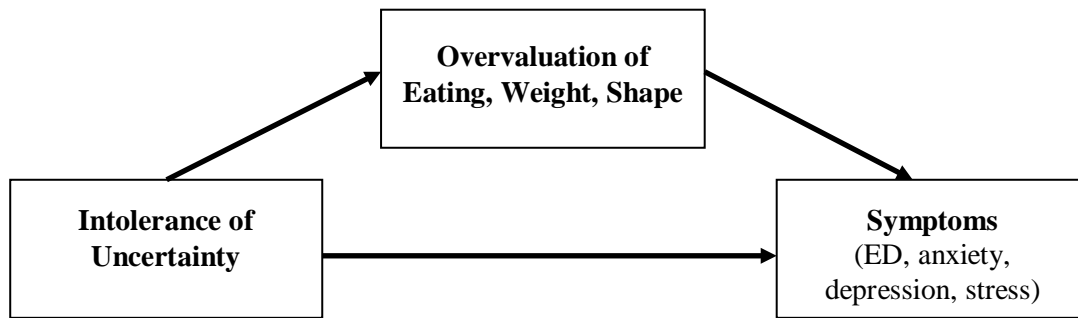 Overvaluation of
Eating, Weight, Shape
Intolerance of
Uncertainty
Symptoms
(ED, anxiety,
depression, stress)